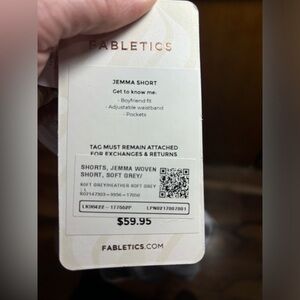 FABLETICS
JEMMA SHORT
Get to know me:
- Boyfriend fit
- Adjustable waistband
- Pockets
TAG MUST REMAIN ATTACHED
FOR EXCHANGES & RETURNS
SHORTS, JEMMA WOVEN
SHORT, SOFT GREY/
SOFT GREY/HEATHER SOFT GREY
$59.95
FABLETICS.COM